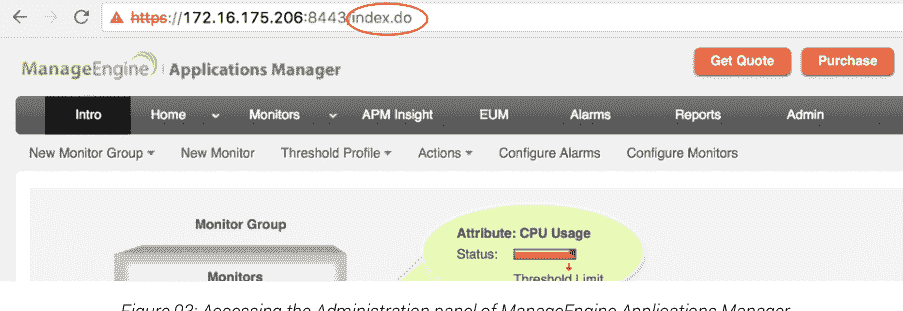 https://172.16.175.206:8443/index.do
ManageEngine Applications Manager
Get Quote Purchase
Intro Home Monitors APM Insight EUM Alarms Reports Admin
New Monitor Group New Monitor Threshold Profile Actions Configure Alarms Configure Monitors
Monitor Group
Attribute: CPU Usage
Status:
Monitors
Threshold Limit
Figure 03: Accessing the Administration panel of ManageEngine Applications Manager